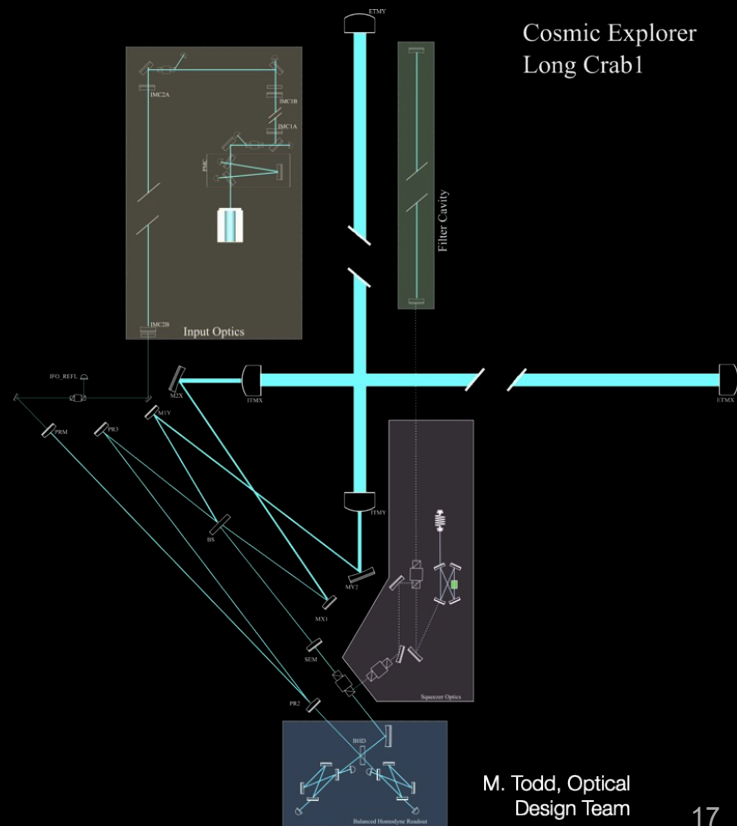 Cosmic Explorer
Long Crab1
ETMY
IMC2A
IMC1B
IMC1A
PMC
Filter Cavity
IMC2B
Input Optics
IFO_REFL
M2X
ITMX
ETMX
M1Y
PRM
PR3
ITMY
BS
MY2
MX1
SEM
Squeezer Optics
PR2
BHD
Balanced Homodyne Readout
M. Todd, Optical
Design Team
17